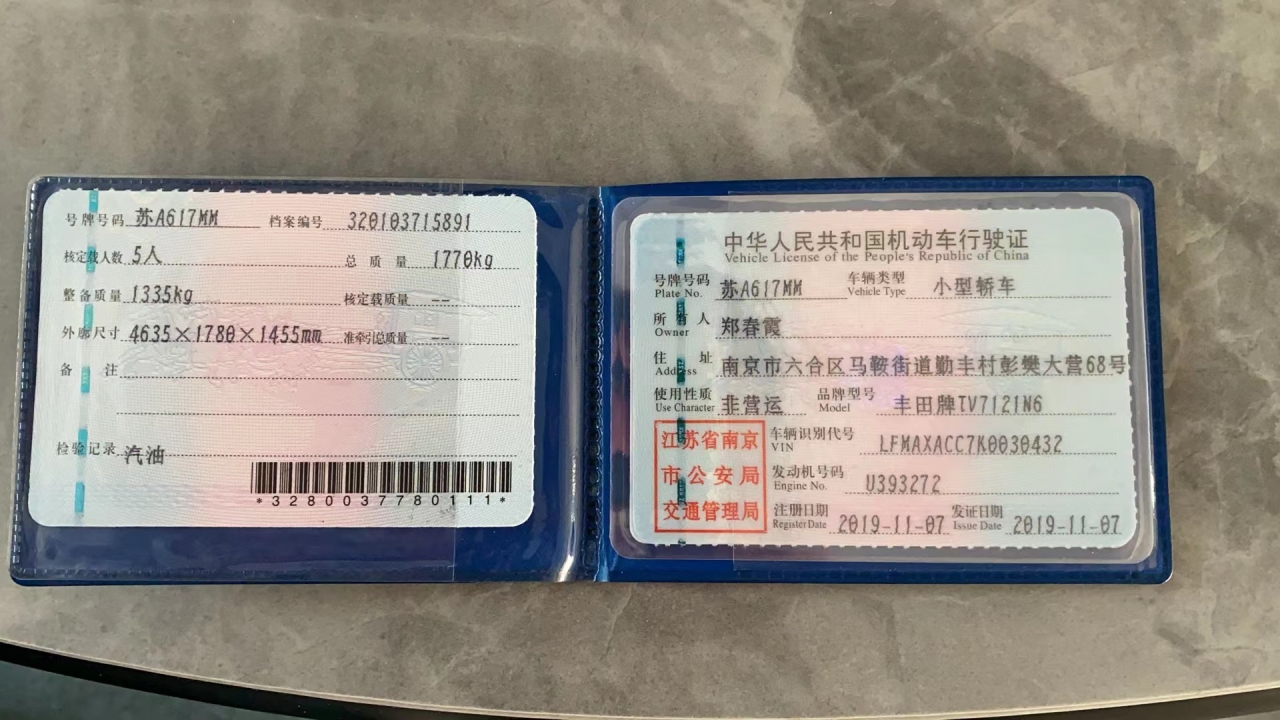 号牌号码 苏A617MM 档案编号 320103715891
核定载人数 5人 总质量 1770kg
整备质量 1335kg 核定载质量 --
外廓尺寸 4635×1780×1455mm 准牵引总质量 --
备注
检验记录 汽油
*3280037780111*
中华人民共和国机动车行驶证
Vehicle License of the People's Republic of China
号牌号码 苏A617MM 车辆类型 小型轿车
Plate No. Vehicle Type
所有人 郑春霞
Owner
住址 南京市六合区马鞍街道勤丰村彭樊大营68号
Address
使用性质 非营运 品牌型号 丰田牌TV7121N6
Use Character Model
江苏省南京
市公安局
交通管理局
车辆识别代号 LFMAXACC7K0030432
VIN
发动机号码 U393272
Engine No.
注册日期 2019-11-07 发证日期 2019-11-07
Register Date Issue Date